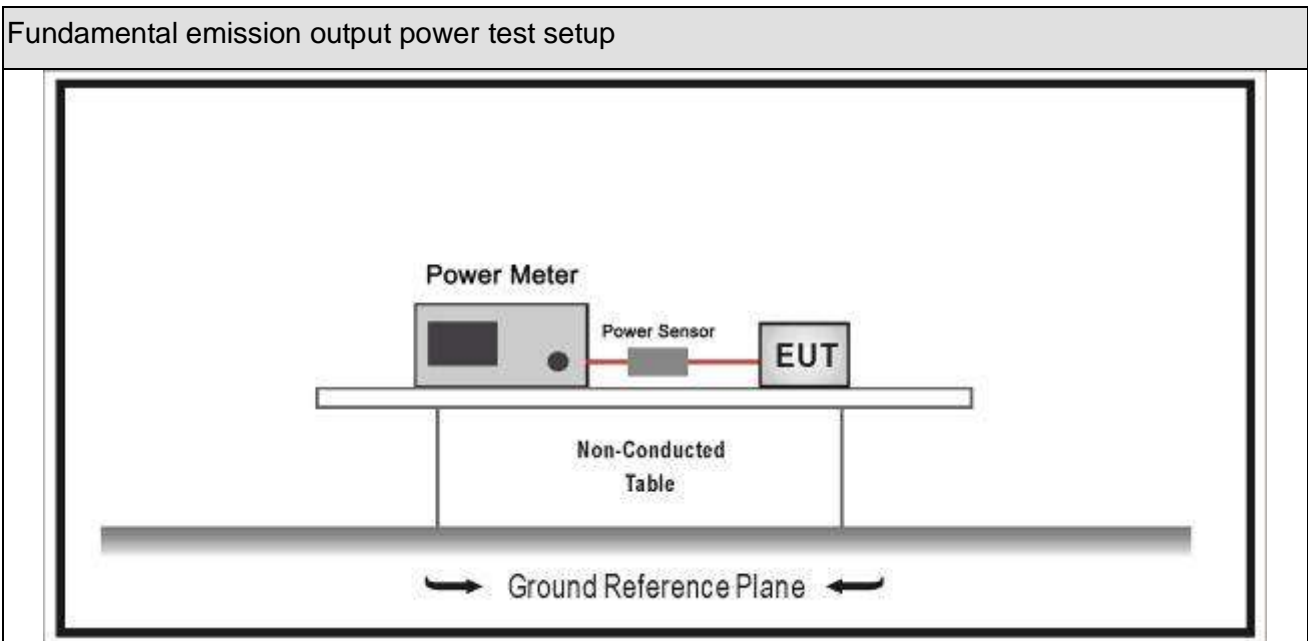 Fundamental emission output power test setup
Power Meter
Power Sensor
EUT
Non-Conducted
Table
Ground Reference Plane